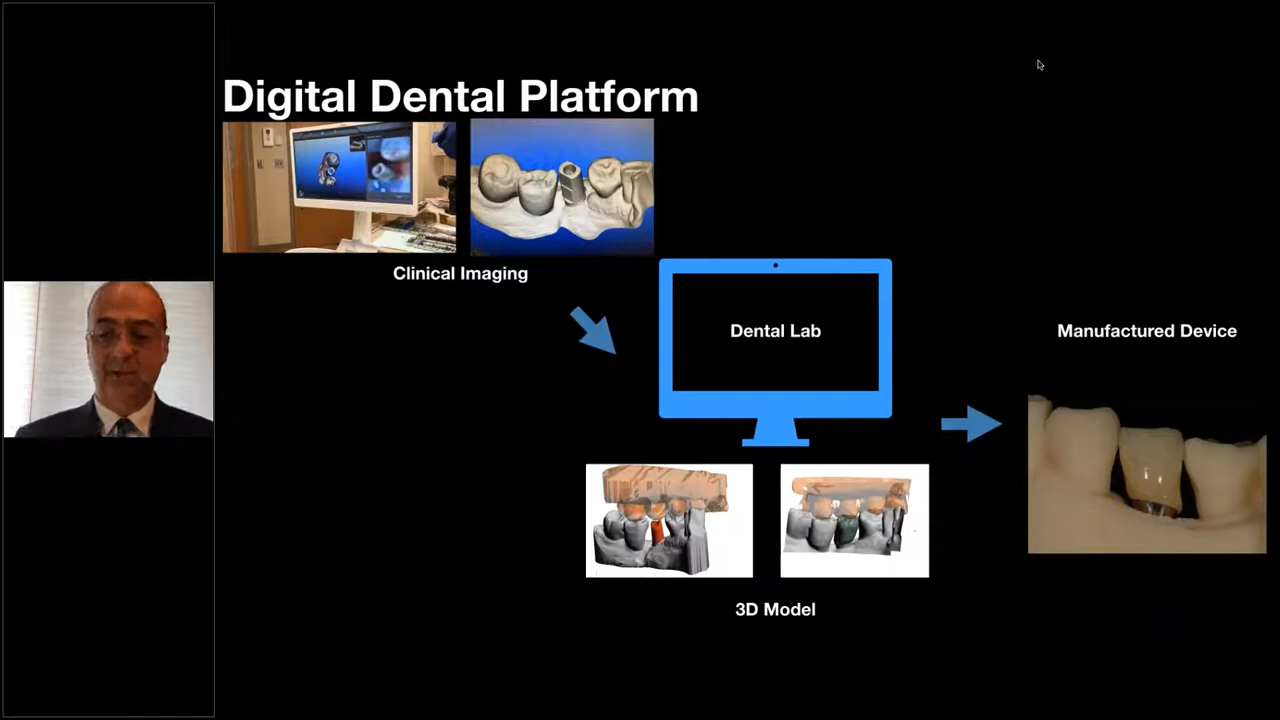 Digital Dental Platform
Clinical Imaging
Dental Lab
Manufactured Device
3D Model